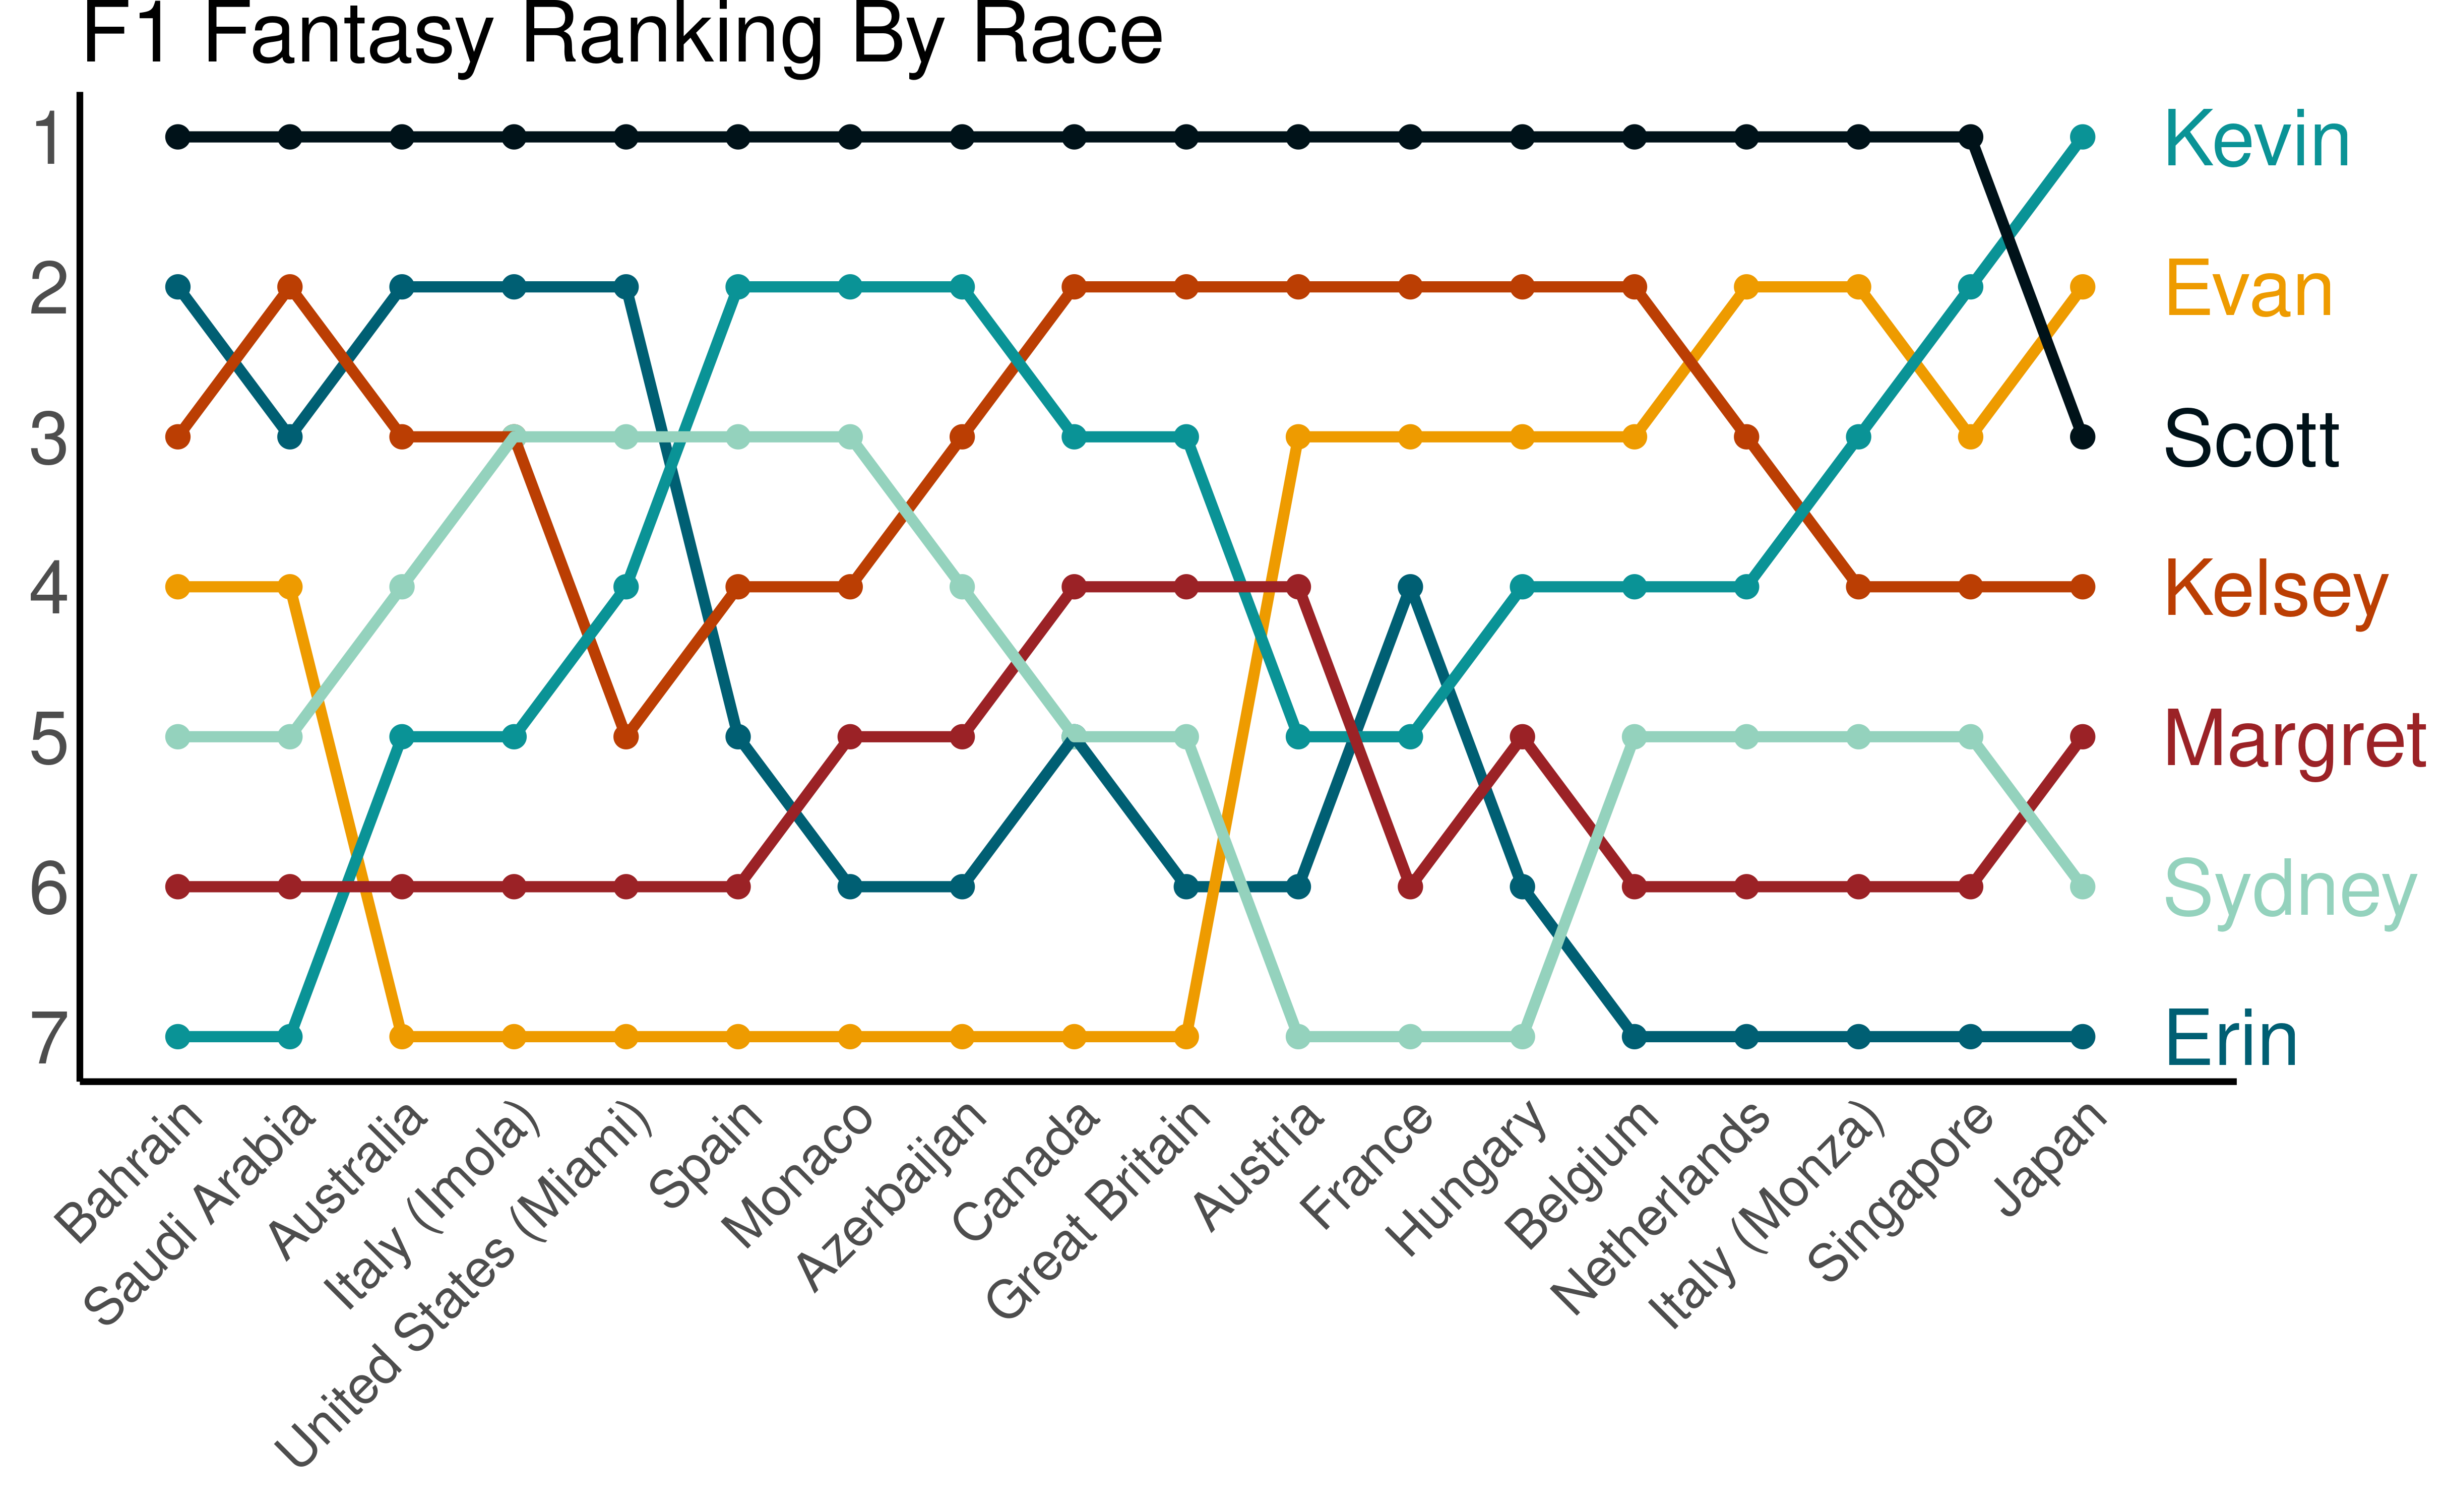 F1 Fantasy Ranking By Race
1
2
3
4
5
6
7
Kevin
Evan
Scott
Kelsey
Margret
Sydney
Erin
Bahrain
Saudi Arabia
Australia
Italy (Imola)
United States (Miami)
Spain
Monaco
Azerbaijan
Canada
Great Britain
Austria
France
Hungary
Belgium
Netherlands
Italy (Monza)
Singapore
Japan